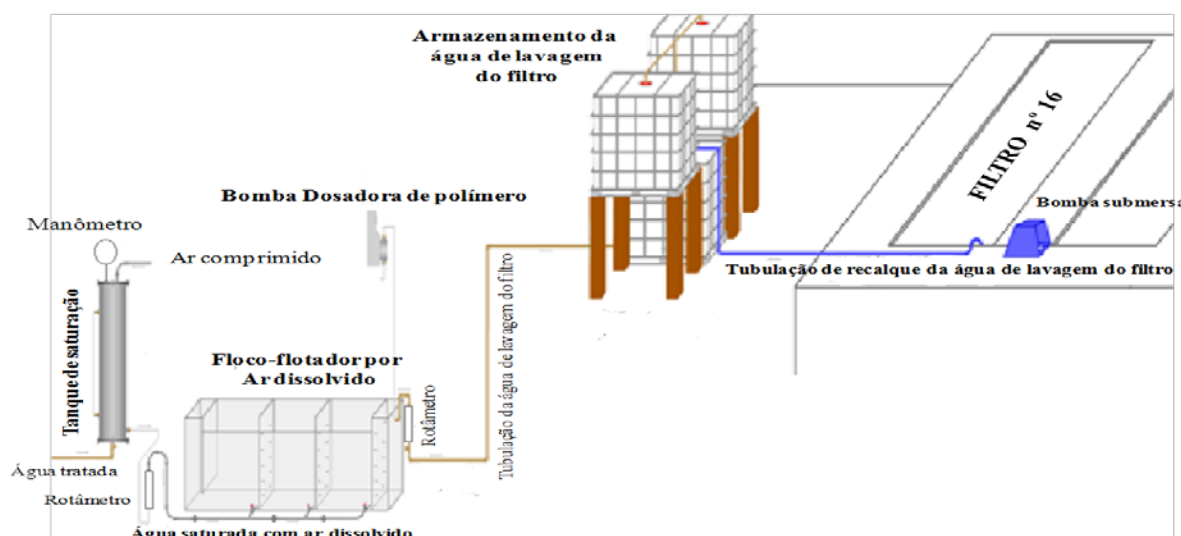 Armazenamento da
água de lavagem
do filtro
FILTRO nº 16
Bomba submersa
Tubulação de recalque da água de lavagem do filtro
Bomba Dosadora de polímero
Manômetro
Ar comprimido
Tanque de saturação
Floco-flotador por
Ar dissolvido
Rotâmetro
Tubulação da água de lavagem do filtro
Água tratada
Rotâmetro
Água saturada com ar dissolvido